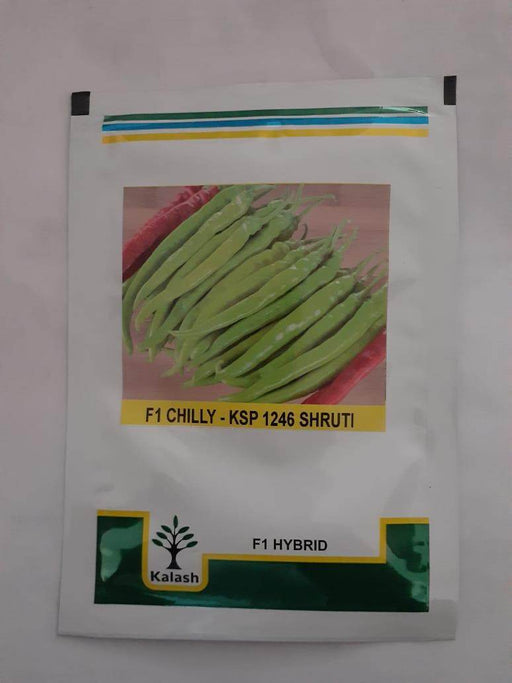 F1 CHILLY - KSP 1246 SHRUTI
F1 HYBRID
Kalash